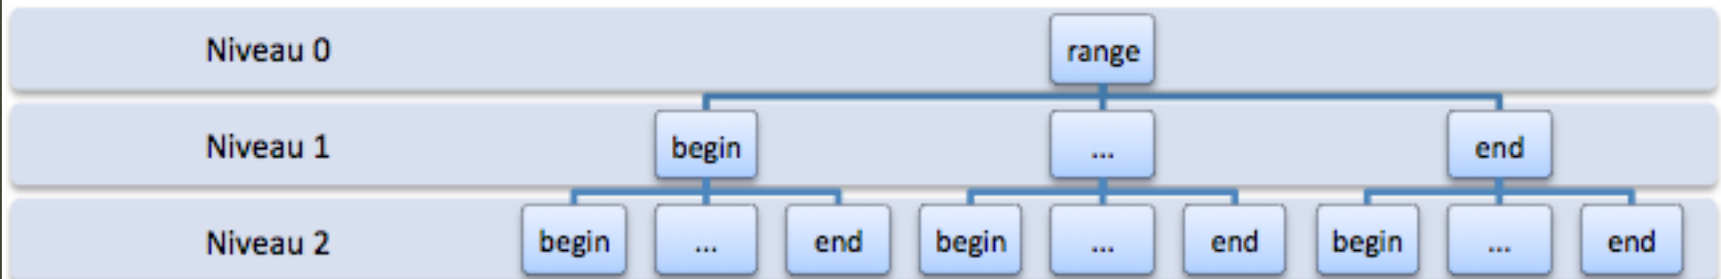 Niveau 0 range
Niveau 1 begin ... end
Niveau 2 begin ... end begin ... end begin ... end